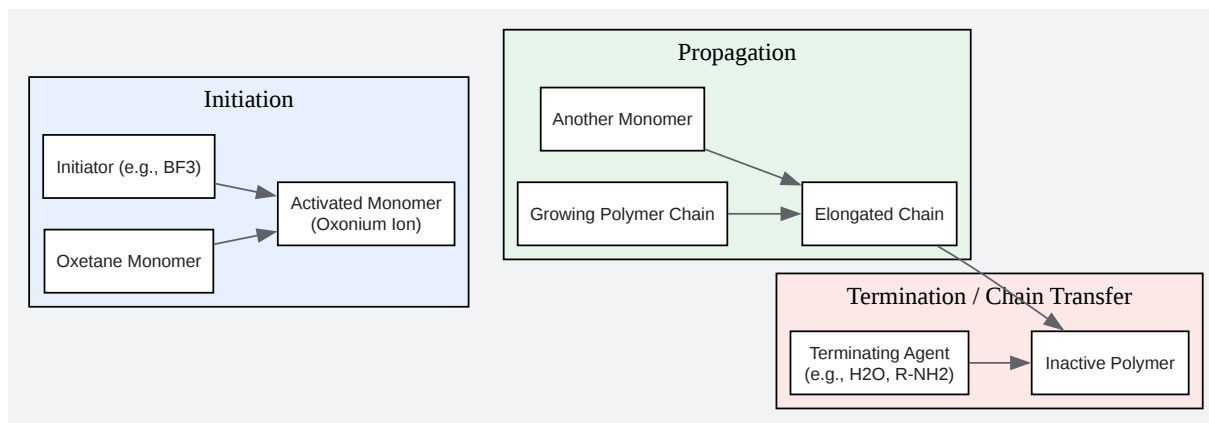 Initiation
Initiator (e.g., BF3)
Oxetane Monomer
Activated Monomer
(Oxonium Ion)
Propagation
Another Monomer
Growing Polymer Chain
Elongated Chain
Termination / Chain Transfer
Terminating Agent
(e.g., H2O, R-NH2)
Inactive Polymer